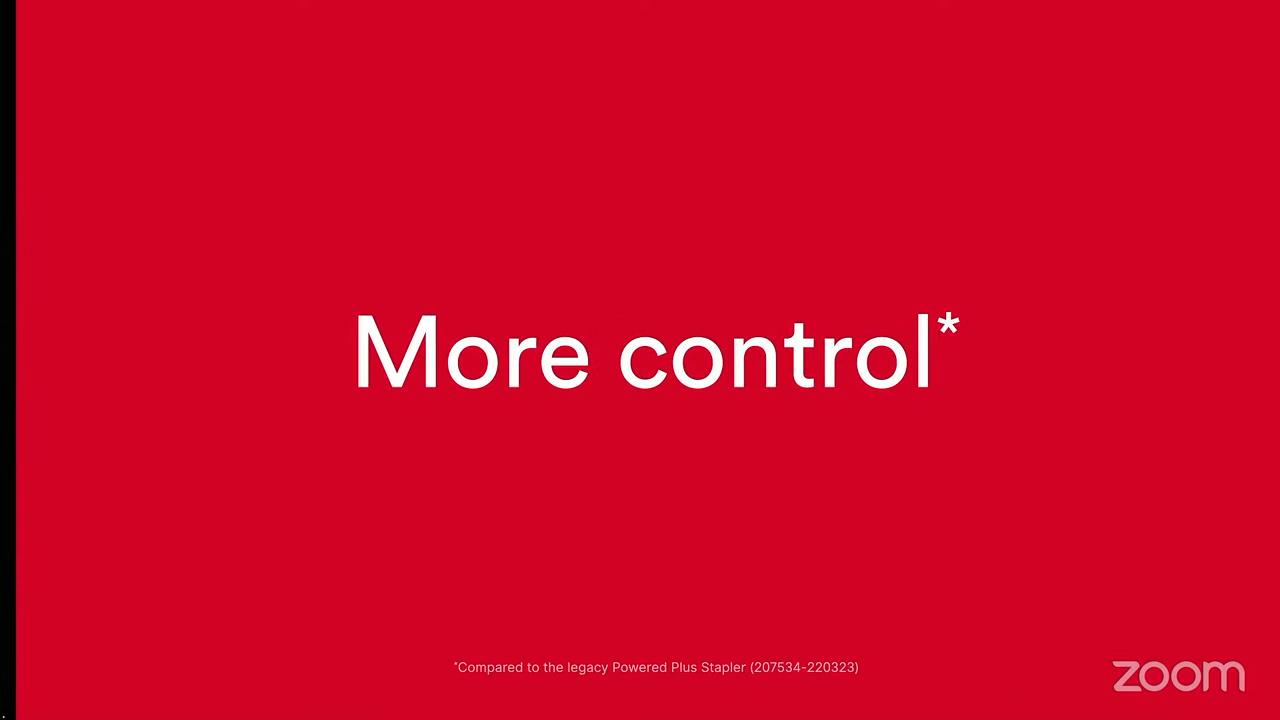 More control*
*Compared to the legacy Powered Plus Stapler (207534-220323)
zoom